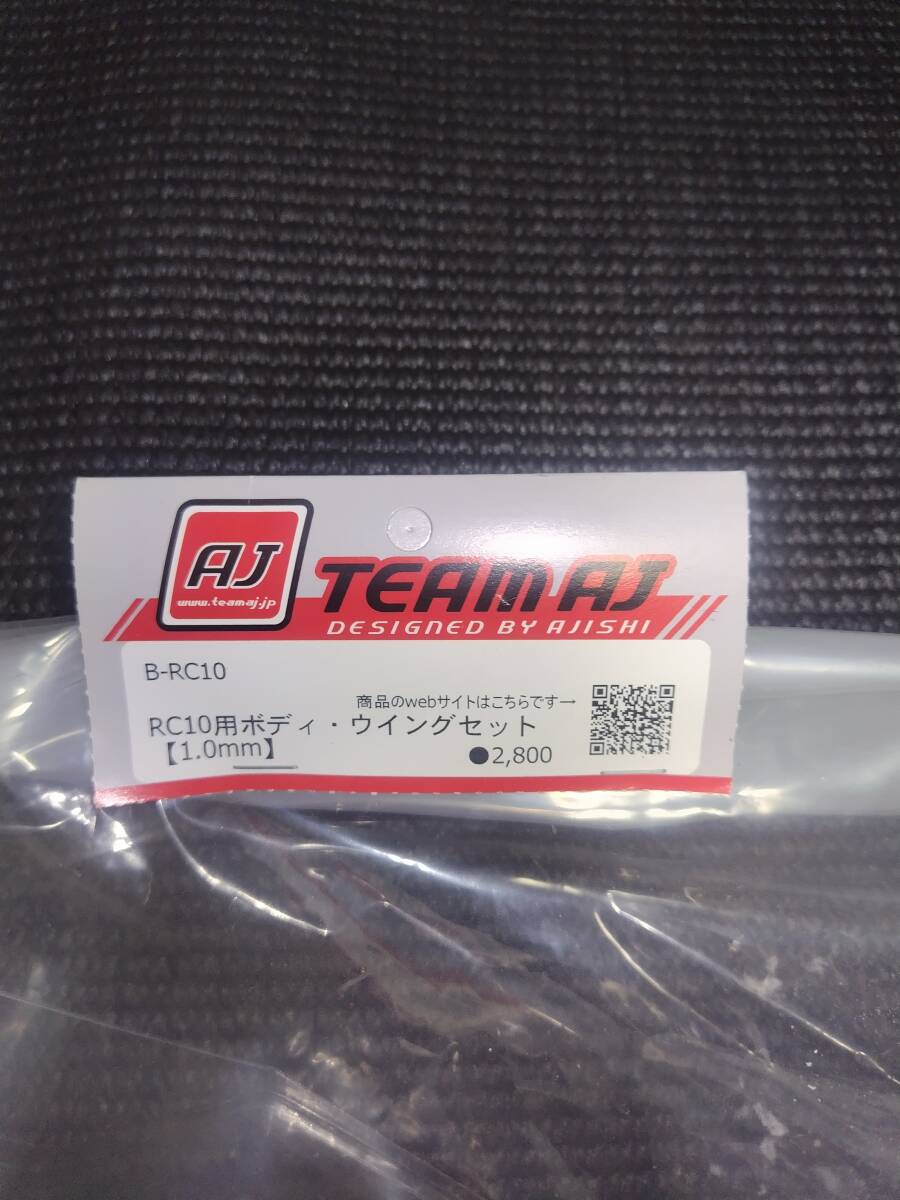 AJ
www.teamaj.jp
TEAM AJ
DESIGNED BY AJISHI
B-RC10
商品のwebサイトはこちらです→
RC10用ボディ・ウイングセット
【1.0mm】
●2,800